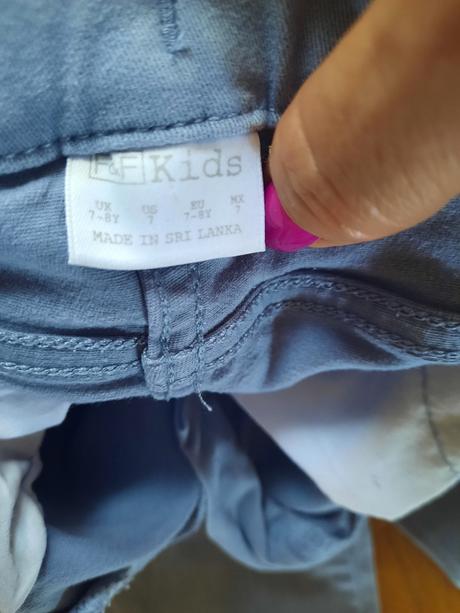 F&F Kids
UK US EU MX
7-8Y 7 7-8Y 7
MADE IN SRI LANKA